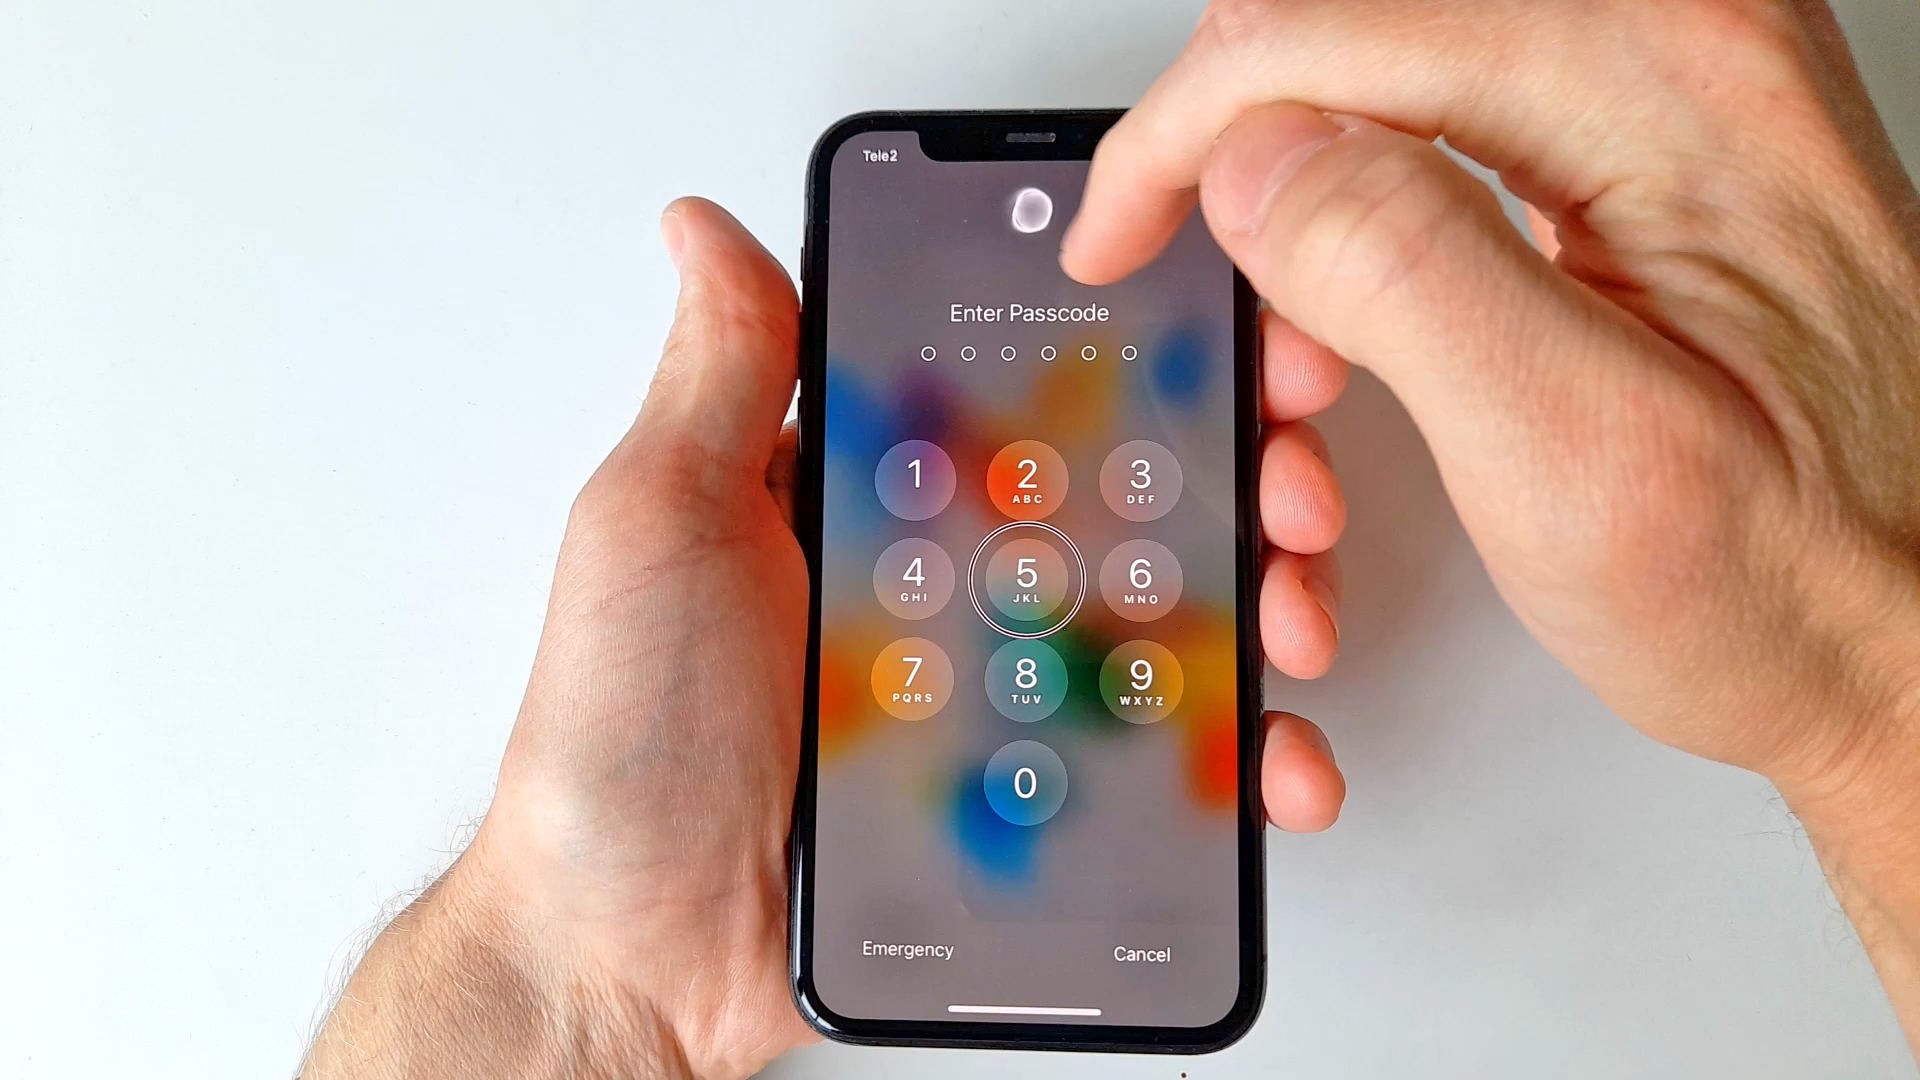 Tele2
Enter Passcode
1 2 3
ABC DEF
4 5 6
GHI JKL MNO
7 8 9
PQRS TUV WXYZ
0
Emergency Cancel